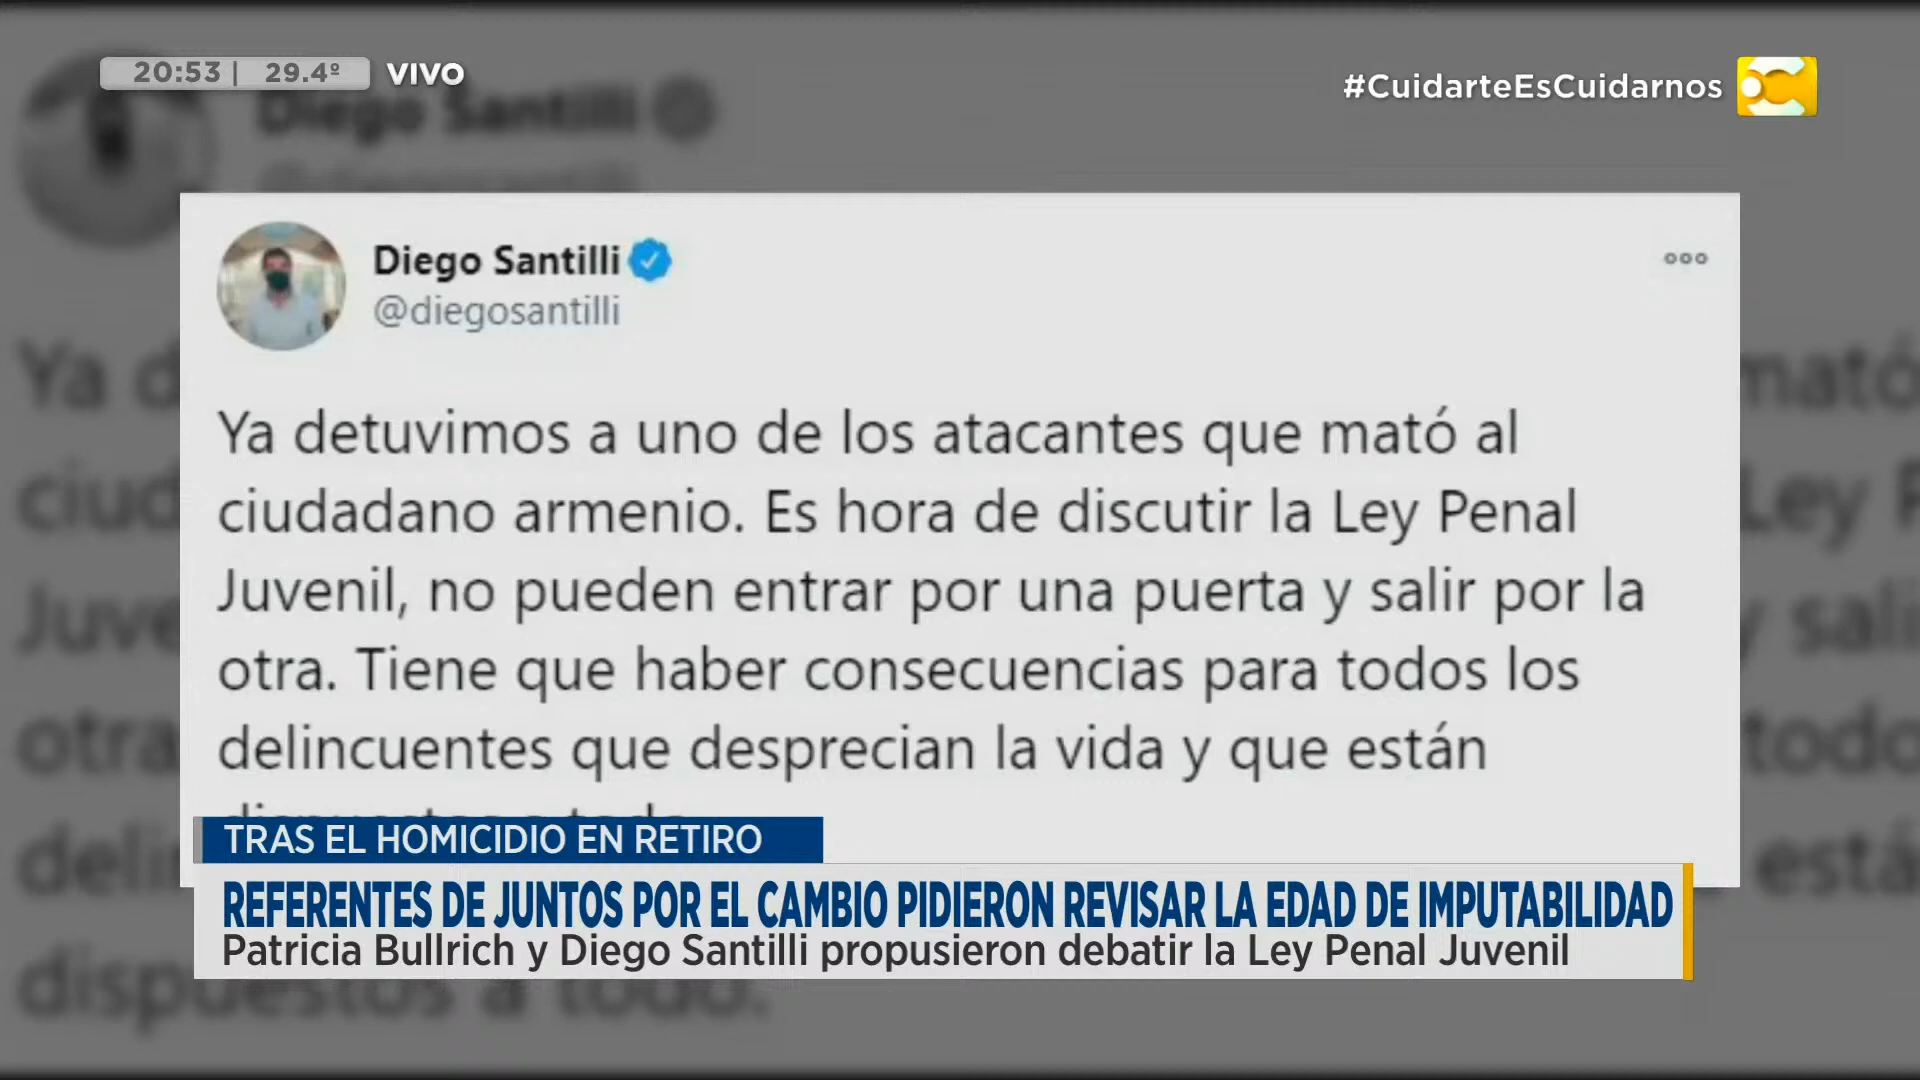 20:53 | 29.4º VIVO
#CuidarteEsCuidarnos
Diego Santilli
@diegosantilli
Ya detuvimos a uno de los atacantes que mató al
ciudadano armenio. Es hora de discutir la Ley Penal
Juvenil, no pueden entrar por una puerta y salir por la
otra. Tiene que haber consecuencias para todos los
delincuentes que desprecian la vida y que están
dispuestos a todo.
TRAS EL HOMICIDIO EN RETIRO
REFERENTES DE JUNTOS POR EL CAMBIO PIDIERON REVISAR LA EDAD DE IMPUTABILIDAD
Patricia Bullrich y Diego Santilli propusieron debatir la Ley Penal Juvenil